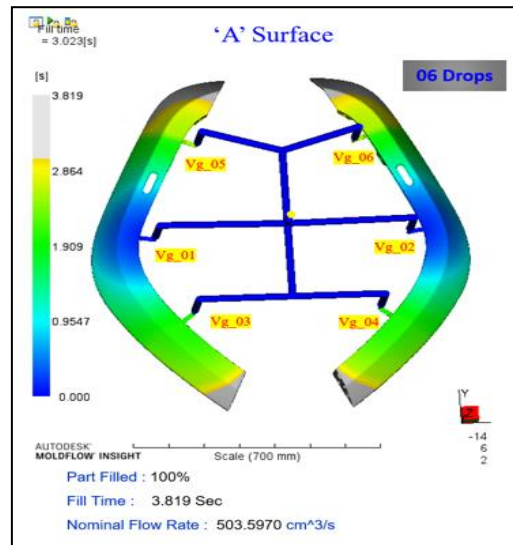 Fill time
= 3.023[s]
'A' Surface
06 Drops
[s]
3.819
2.864
1.909
0.9547
0.000
Vg_05
Vg_06
Vg_01
Vg_02
Vg_03
Vg_04
Y
Z
-14
6
2
AUTODESK®
MOLDFLOW® INSIGHT
Scale (700 mm)
Part Filled : 100%
Fill Time : 3.819 Sec
Nominal Flow Rate : 503.5970 cm^3/s